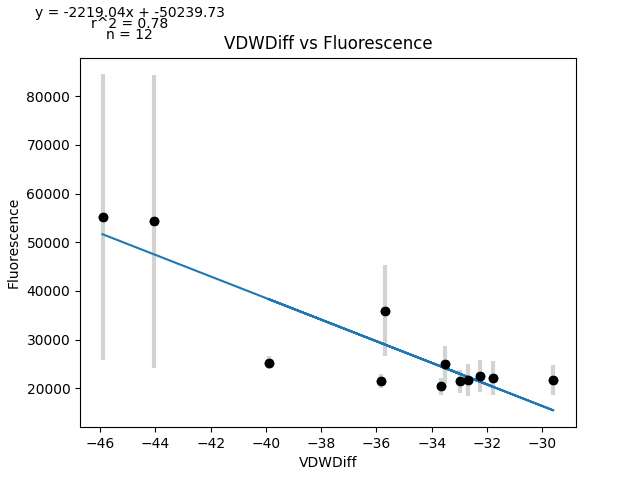 y = -2219.04x + -50239.73
r^2 = 0.78
n = 12
VDWDiff vs Fluorescence
Fluorescence
80000
70000
60000
50000
40000
30000
20000
−46
−44
−42
−40
−38
−36
−34
−32
−30
VDWDiff